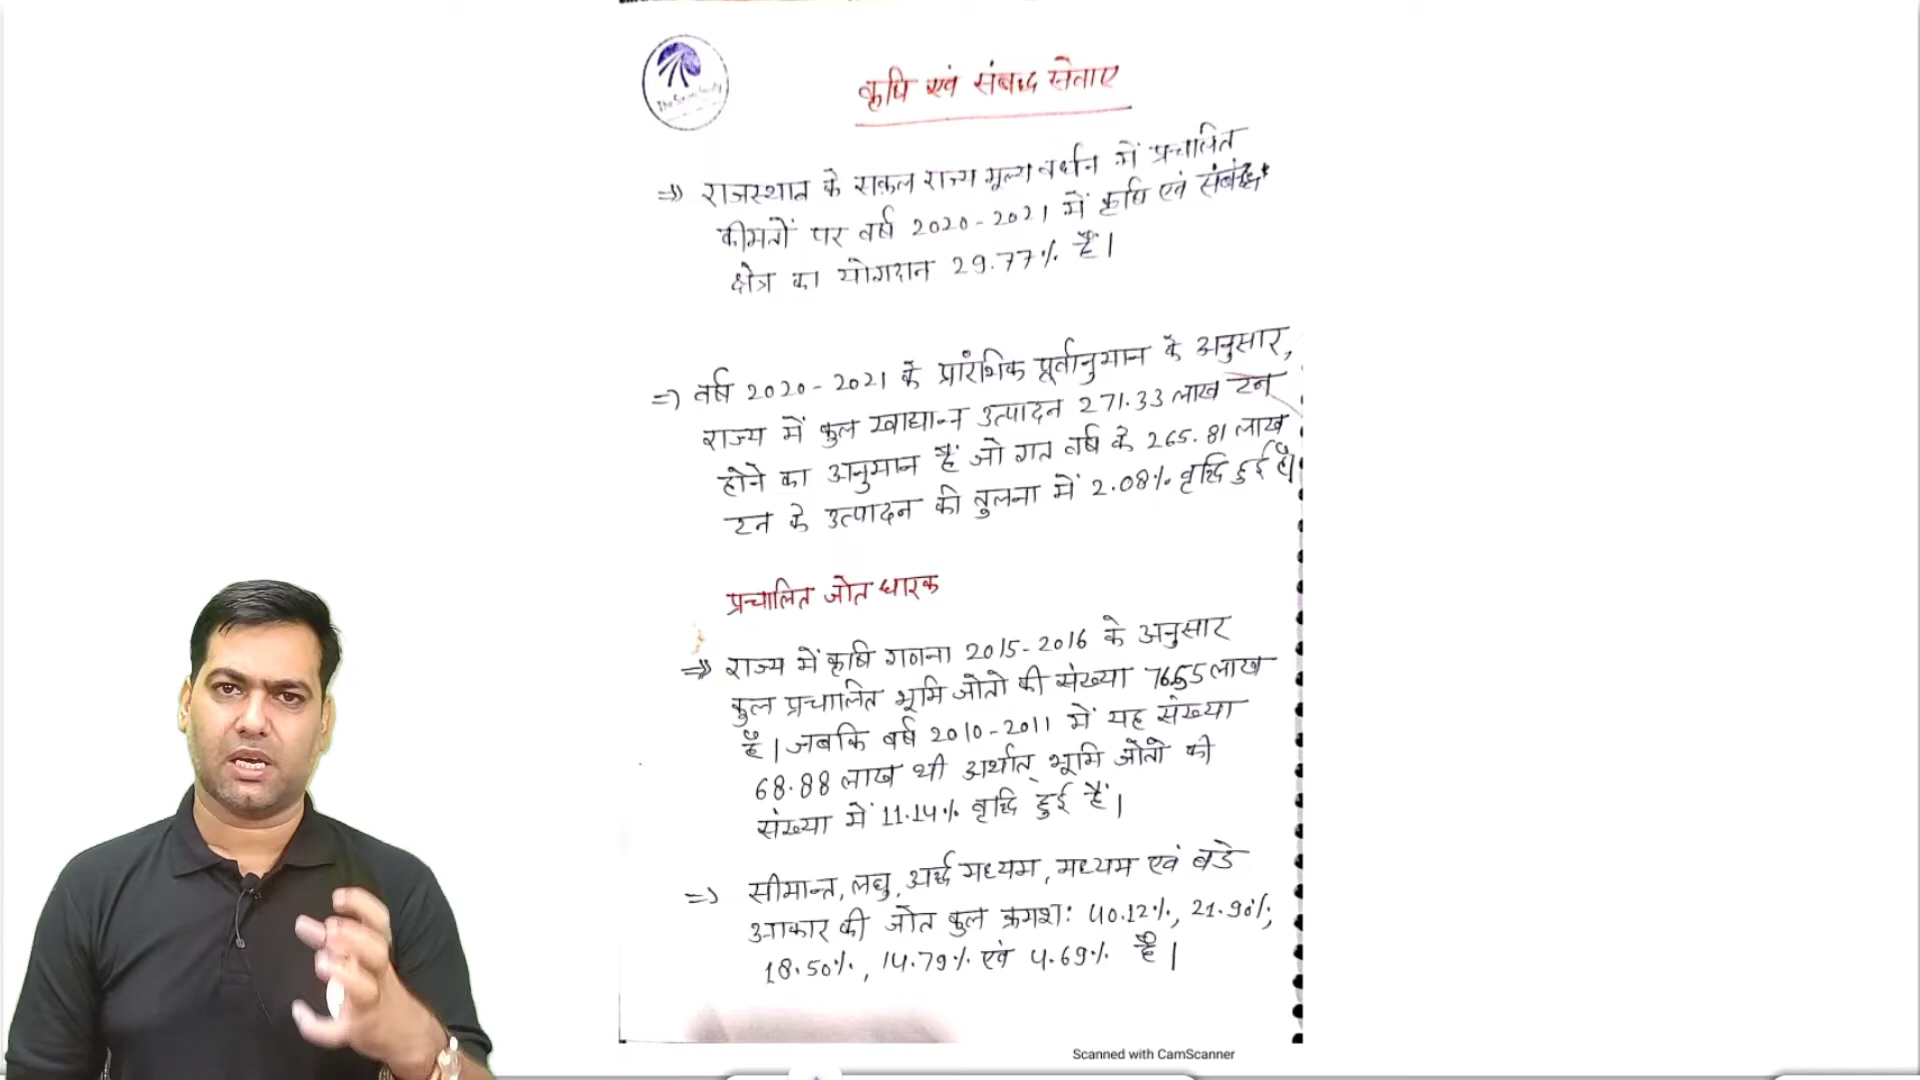 कृषि एवं संबद्ध सेवाए
=> राजस्थान के सकल राज्य मूल्य वर्धन में प्रचालित
कीमतों पर वर्ष 2020-2021 में कृषि एवं संबद्ध
क्षेत्र का योगदान 29.77% है।
=> वर्ष 2020-2021 के प्रारंभिक पूर्वानुमान के अनुसार,
राज्य में कुल खाद्यान्न उत्पादन 271.33 लाख टन
होने का अनुमान हैं जो गत वर्ष के 265.81 लाख
टन के उत्पादन की तुलना में 2.08% वृद्धि हुई है।
प्रचालित जोत धारक
=> राज्य में कृषि गणना 2015-2016 के अनुसार
कुल प्रचालित भूमि जोतो की संख्या लाख
है। जबकि वर्ष 2010-2011 में यह संख्या
68.88 लाख थी अर्थात् भूमि जोतो की
संख्या में 11.14% वृद्धि हुई हैं।
=> सीमान्त, लघु, अर्द्ध मध्यम, मध्यम एवं बडे
आकार की जोत कुल क्रमश: 40.12%, 21.90%,
18.50%, 14.79% एवं 4.69% है।
Scanned with CamScanner